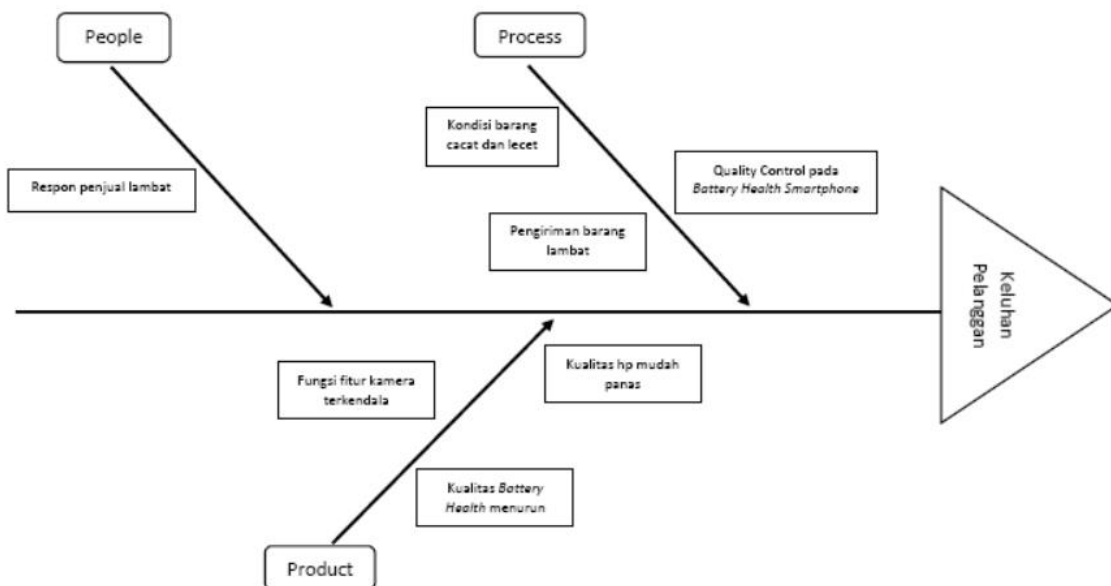 People
Process
Kondisi barang
cacat dan lecet
Respon penjual lambat
Quality Control pada
Battery Health Smartphone
Pengiriman barang
lambat
Keluhan
Pelanggan
Fungsi fitur kamera
terkendala
Kualitas hp mudah
panas
Kualitas Battery
Health menurun
Product